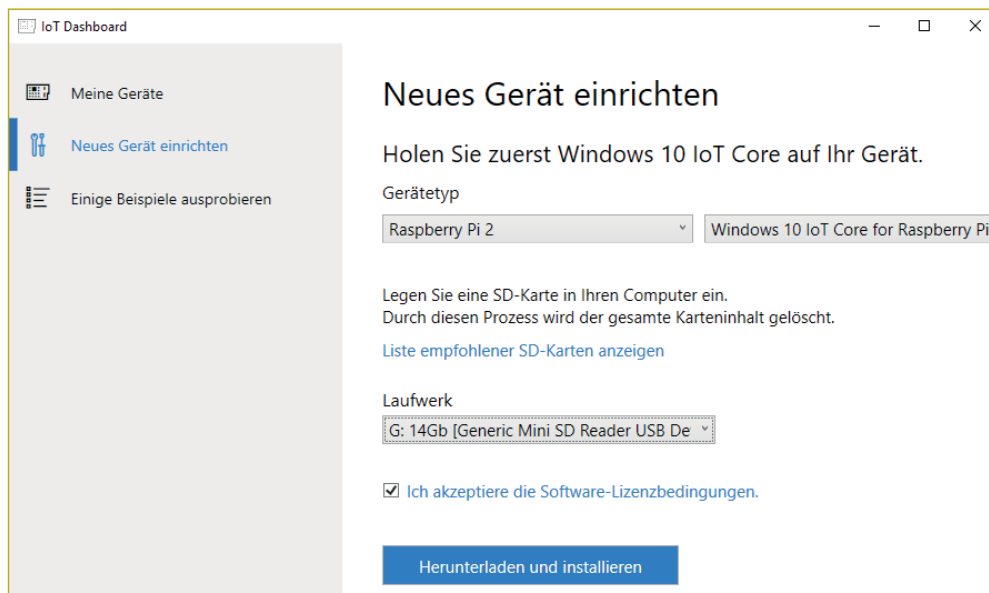 IoT Dashboard
Meine Geräte
Neues Gerät einrichten
Einige Beispiele ausprobieren
Neues Gerät einrichten
Holen Sie zuerst Windows 10 IoT Core auf Ihr Gerät.
Gerätetyp
Raspberry Pi 2
Windows 10 IoT Core for Raspberry Pi
Legen Sie eine SD-Karte in Ihren Computer ein.
Durch diesen Prozess wird der gesamte Karteninhalt gelöscht.
Liste empfohlener SD-Karten anzeigen
Laufwerk
G: 14Gb [Generic Mini SD Reader USB De
Ich akzeptiere die Software-Lizenzbedingungen.
Herunterladen und installieren